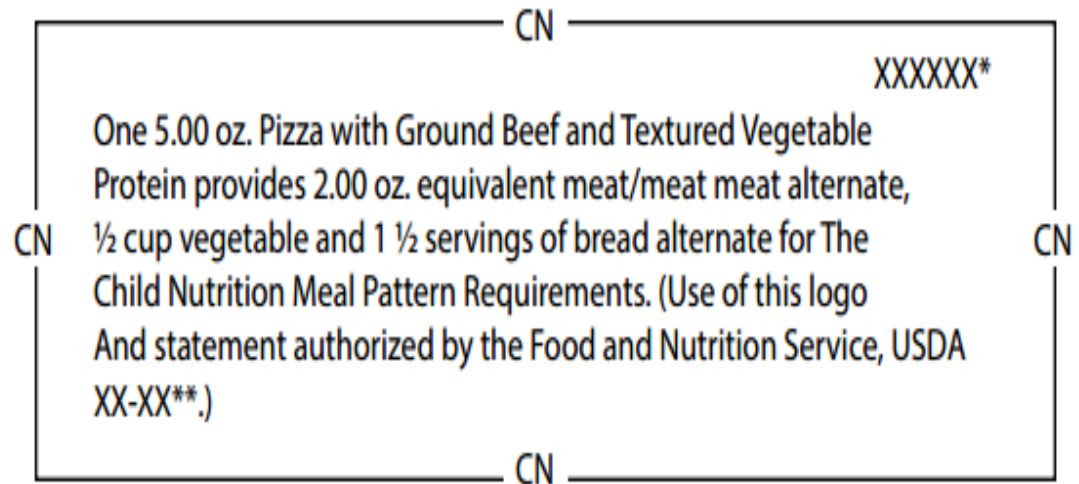 CN
XXXXXX*
One 5.00 oz. Pizza with Ground Beef and Textured Vegetable
Protein provides 2.00 oz. equivalent meat/meat meat alternate,
CN ½ cup vegetable and 1 ½ servings of bread alternate for The CN
Child Nutrition Meal Pattern Requirements. (Use of this logo
And statement authorized by the Food and Nutrition Service, USDA
XX-XX**.)
CN